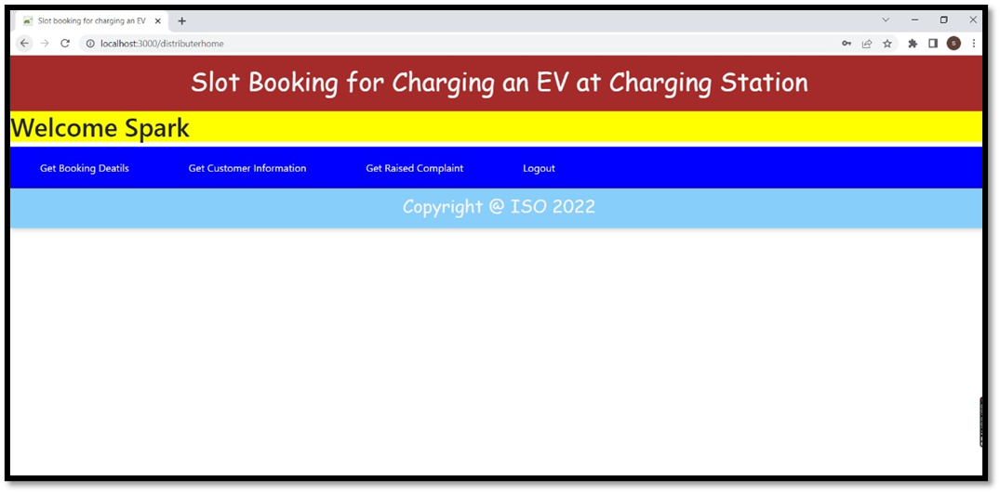 Slot booking for charging an EV
localhost:3000/distributerhome
S
Slot Booking for Charging an EV at Charging Station
Welcome Spark
Get Booking Deatils Get Customer Information Get Raised Complaint Logout
Copyright @ ISO 2022